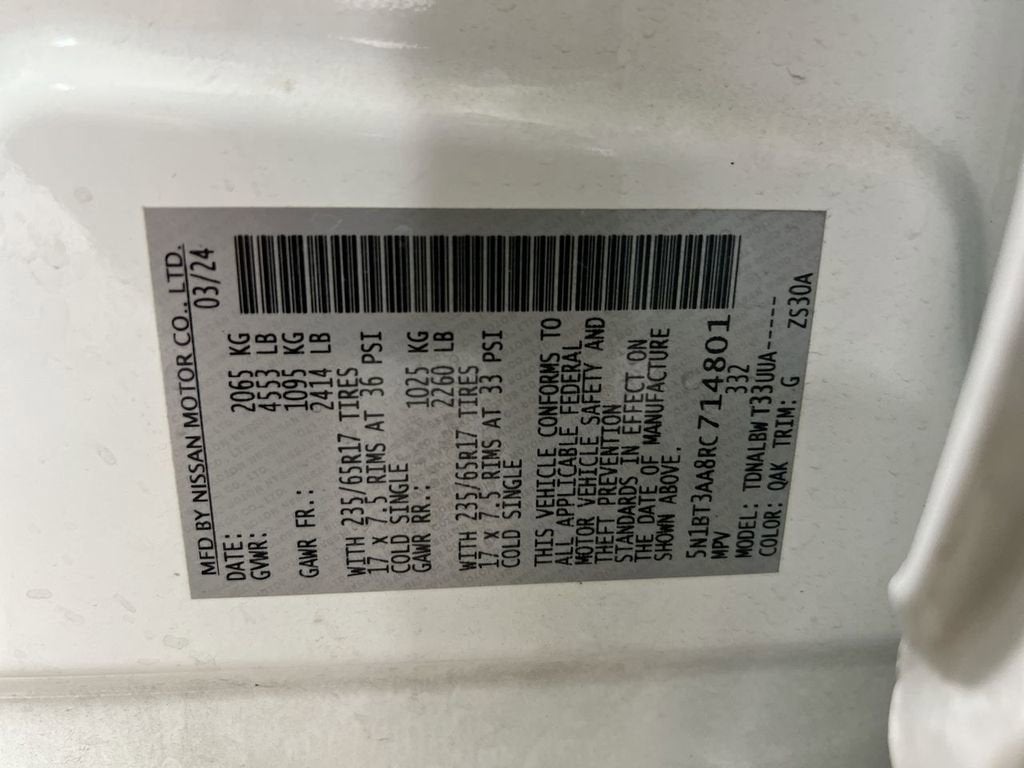 MFD BY NISSAN MOTOR CO., LTD.
DATE: 03/24
GVWR: 2065 KG
4553 LB
GAWR FR.: 1095 KG
2414 LB
WITH 235/65R17 TIRES
17 X 7.5 RIMS AT 36 PSI
COLD SINGLE
GAWR RR.: 1025 KG
2260 LB
WITH 235/65R17 TIRES
17 X 7.5 RIMS AT 33 PSI
COLD SINGLE
THIS VEHICLE CONFORMS TO
ALL APPLICABLE FEDERAL
MOTOR VEHICLE SAFETY AND
THEFT PREVENTION
STANDARDS IN EFFECT ON
THE DATE OF MANUFACTURE
SHOWN ABOVE.
5N1BT3AA8RC714801
MPV 332
MODEL: TDNALBWT33UUA-----
COLOR: QAK TRIM: G ZS30A